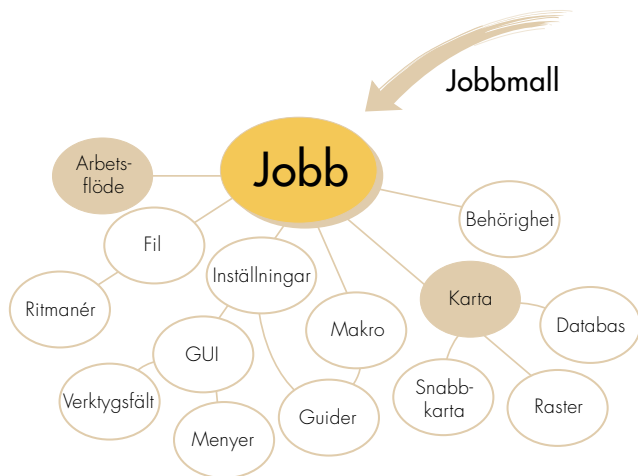 Jobbmall
Jobb
Arbets-
flöde
Behörighet
Fil
Inställningar
Karta
Ritmanér
Makro
Databas
GUI
Snabb-
karta
Verktygsfält
Guider
Raster
Menyer